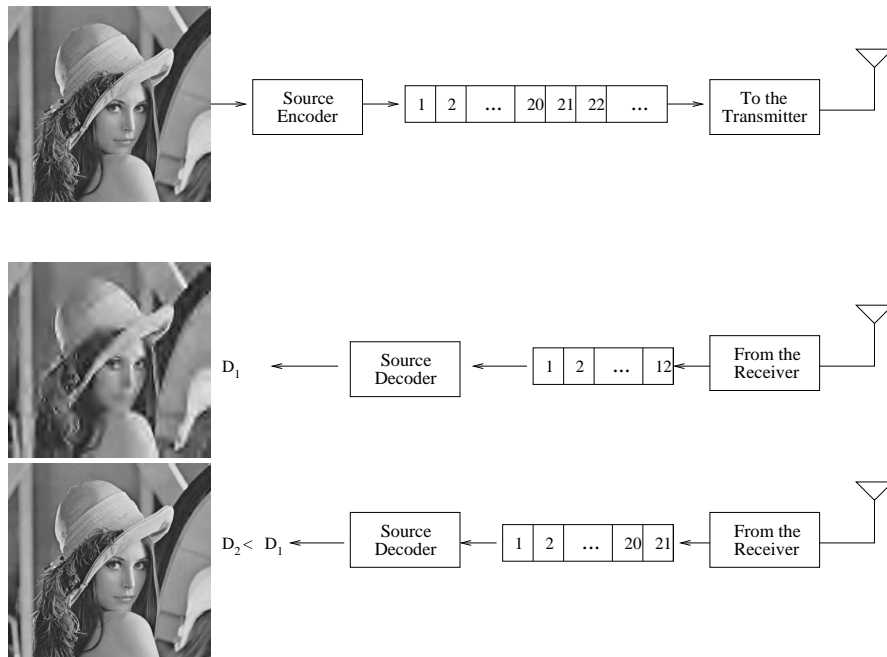 Source
Encoder
1 2 ... 20 21 22 ...
To the
Transmitter
D1
Source
Decoder
1 2 ... 12
From the
Receiver
D2 < D1
Source
Decoder
1 2 ... 20 21
From the
Receiver